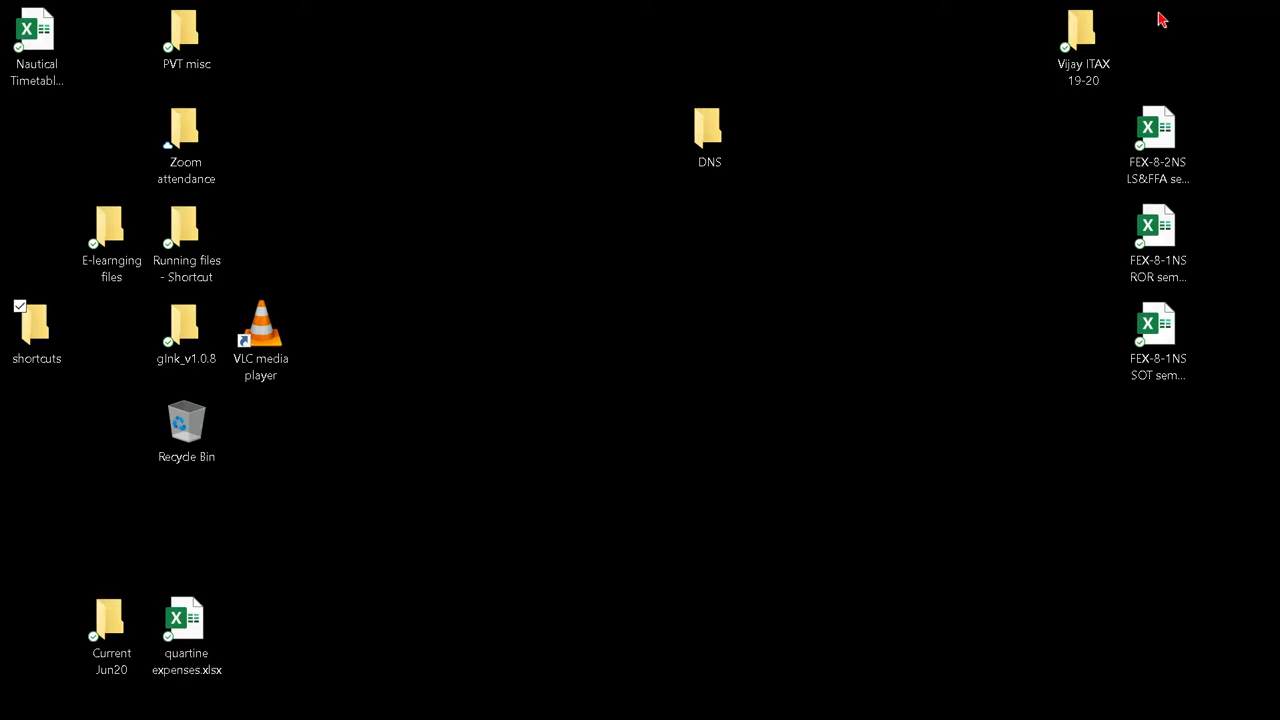 Nautical
Timetabl...
PVT misc
Vijay ITAX
19-20
Zoom
attendance
DNS
FEX-8-2NS
LS&FFA se...
E-learnging
files
Running files
- Shortcut
FEX-8-1NS
ROR sem...
shortcuts
gInk_v1.0.8
VLC media
player
FEX-8-1NS
SOT sem...
Recycle Bin
Current
Jun20
quartine
expenses.xlsx